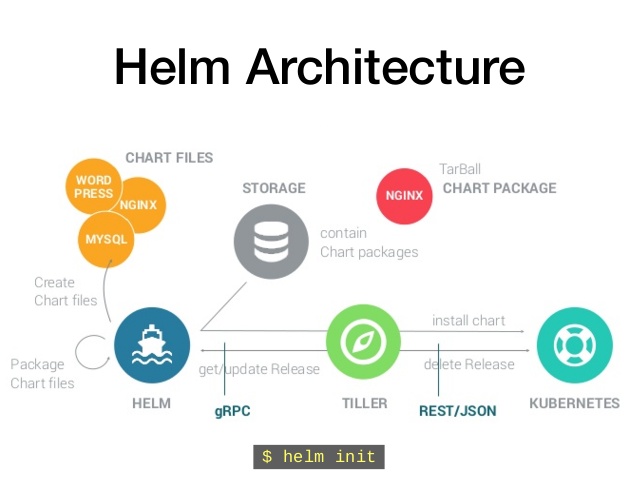 Helm Architecture
CHART FILES
WORD
PRESS
NGINX
MYSQL
STORAGE
contain
Chart packages
NGINX
TarBall
CHART PACKAGE
Create
Chart files
Package
Chart files
install chart
get/update Release
delete Release
HELM
gRPC
TILLER
REST/JSON
KUBERNETES
$ helm init